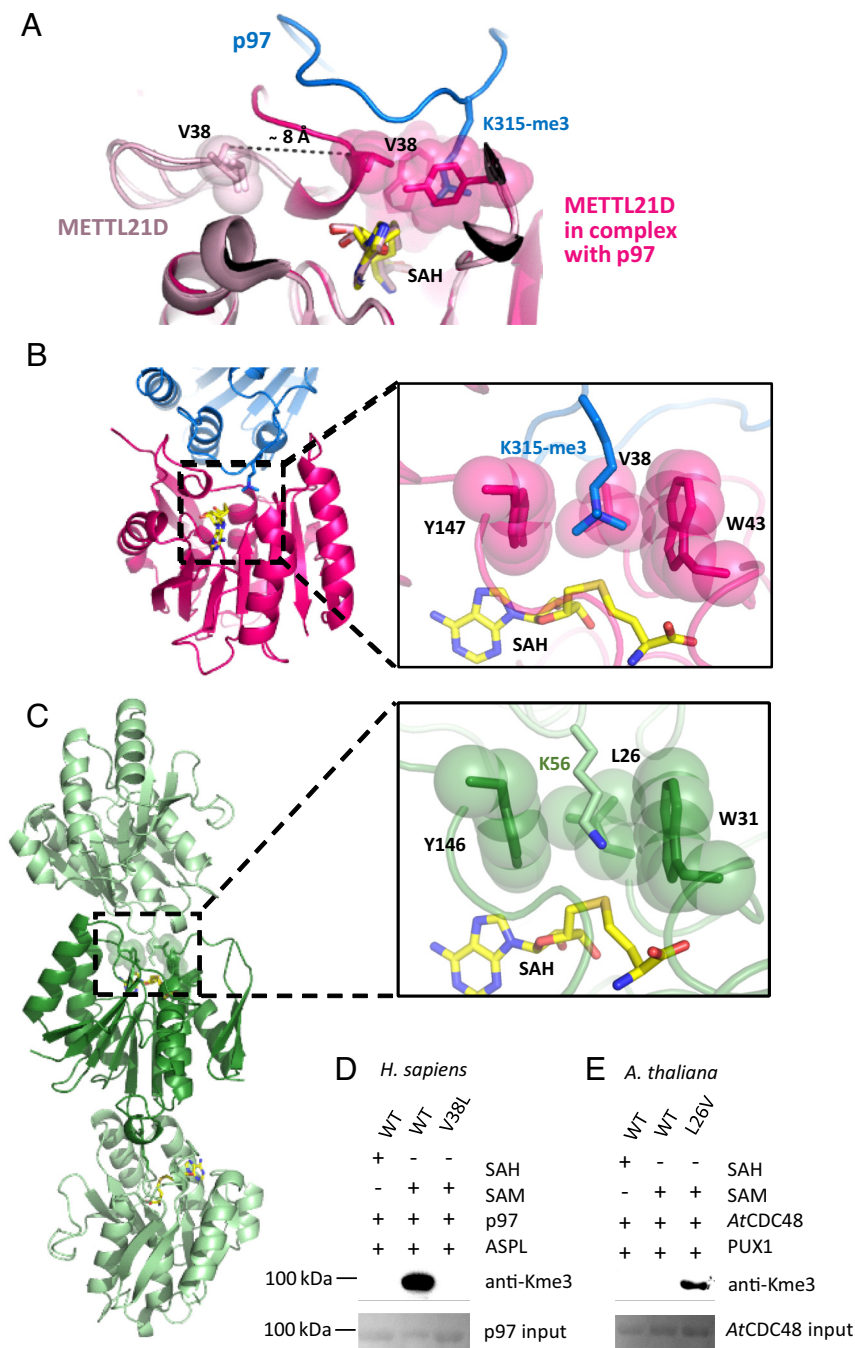 A
p97
K315-me3
V38
~ 8 Å
V38
METTL21D
METTL21D
in complex
with p97
SAH
B
K315-me3
V38
Y147
W43
SAH
C
K56
L26
Y146
W31
SAH
D H. sapiens
WT WT V38L
+ - - SAH
- + + SAM
+ + + p97
+ + + ASPL
100 kDa anti-Kme3
100 kDa p97 input
E A. thaliana
WT WT L26V
+ - - SAH
- + + SAM
+ + + AtCDC48
+ + + PUX1
anti-Kme3
AtCDC48 input